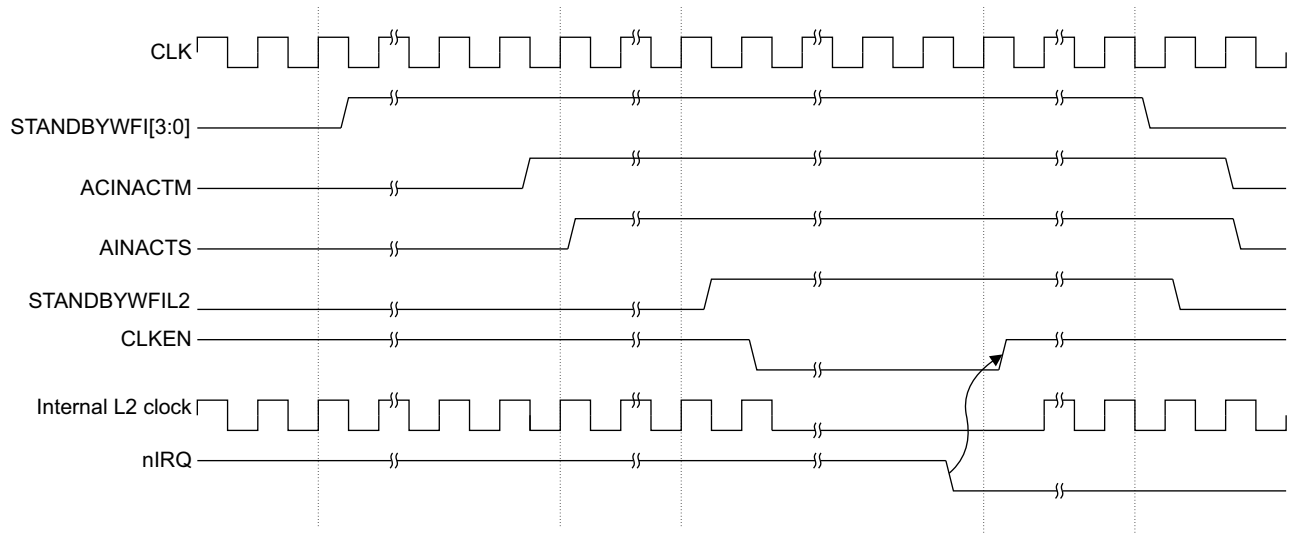 CLK
STANDBYWFI[3:0]
ACINACTM
AINACTS
STANDBYWFIL2
CLKEN
Internal L2 clock
nIRQ